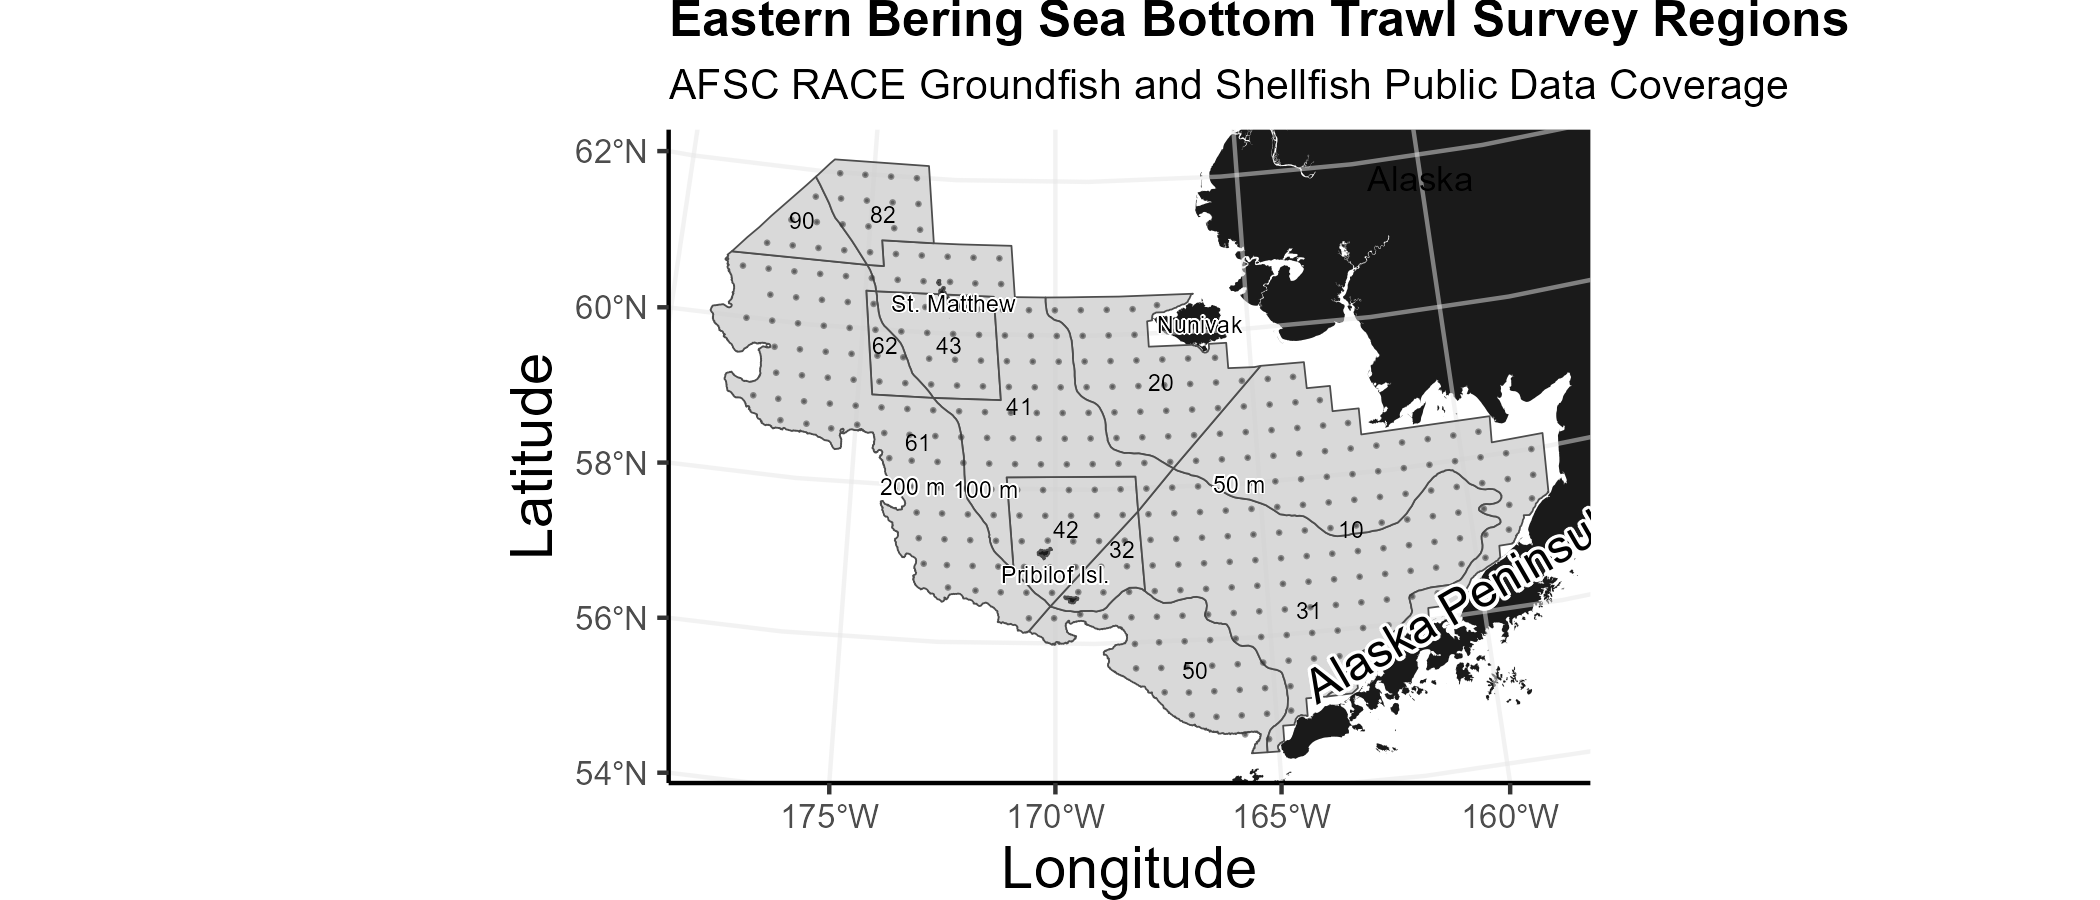 Eastern Bering Sea Bottom Trawl Survey Regions
AFSC RACE Groundfish and Shellfish Public Data Coverage
62°N
60°N
58°N
56°N
54°N
Latitude
Alaska
90
82
St. Matthew
Nunivak
62
43
20
41
61
200 m
100 m
50 m
42
32
10
Pribilof Isl.
31
50
Alaska Peninsul
175°W
170°W
165°W
160°W
Longitude